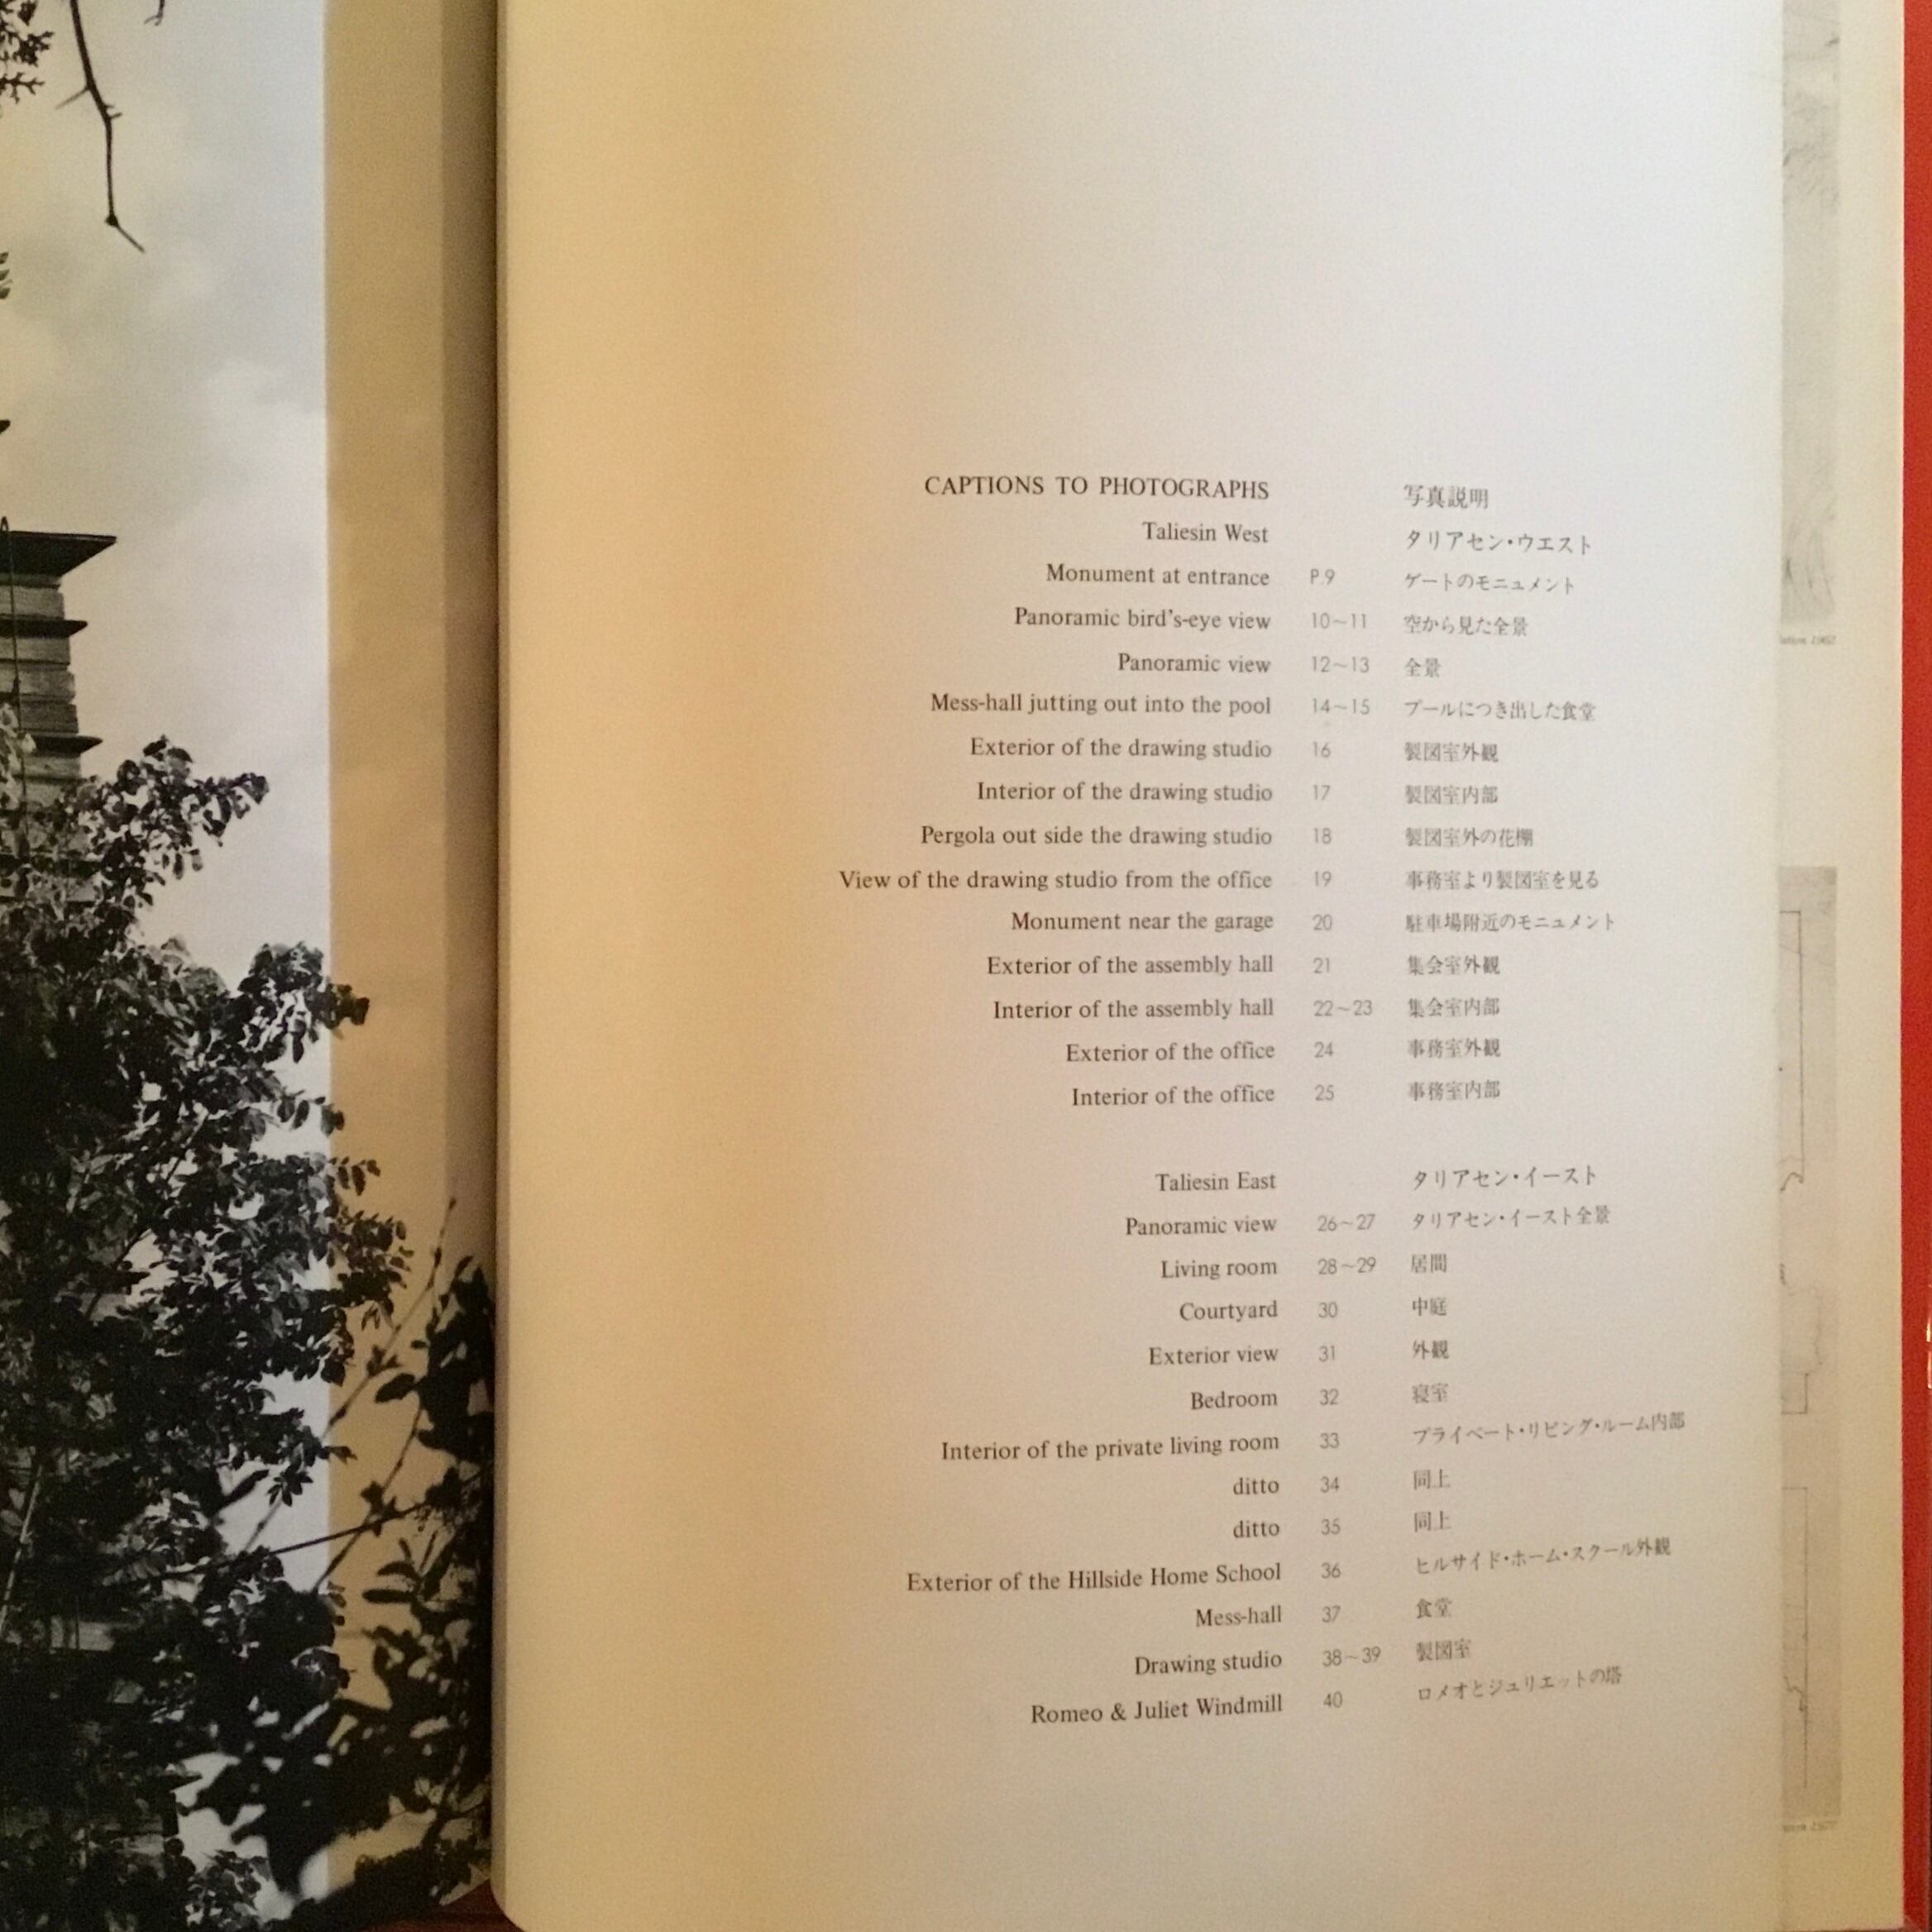 CAPTIONS TO PHOTOGRAPHS 写真説明
Taliesin West タリアセン・ウエスト
Monument at entrance P.9 ゲートのモニュメント
Panoramic bird's-eye view 10~11 空から見た全景
Panoramic view 12~13 全景
Mess-hall jutting out into the pool 14~15 プールにつき出した食堂
Exterior of the drawing studio 16 製図室外観
Interior of the drawing studio 17 製図室内部
Pergola out side the drawing studio 18 製図室外の花棚
View of the drawing studio from the office 19 事務室より製図室を見る
Monument near the garage 20 駐車場附近のモニュメント
Exterior of the assembly hall 21 集会室外観
Interior of the assembly hall 22~23 集会室内部
Exterior of the office 24 事務室外観
Interior of the office 25 事務室内部
Taliesin East タリアセン・イースト
Panoramic view 26~27 タリアセン・イースト全景
Living room 28~29 居間
Courtyard 30 中庭
Exterior view 31 外観
Bedroom 32 寝室
Interior of the private living room 33 プライベート・リビング・ルーム内部
ditto 34 同上
ditto 35 同上
Exterior of the Hillside Home School 36 ヒルサイド・ホーム・スクール外観
Mess-hall 37 食堂
Drawing studio 38~39 製図室
Romeo & Juliet Windmill 40 ロメオとジュリエットの塔